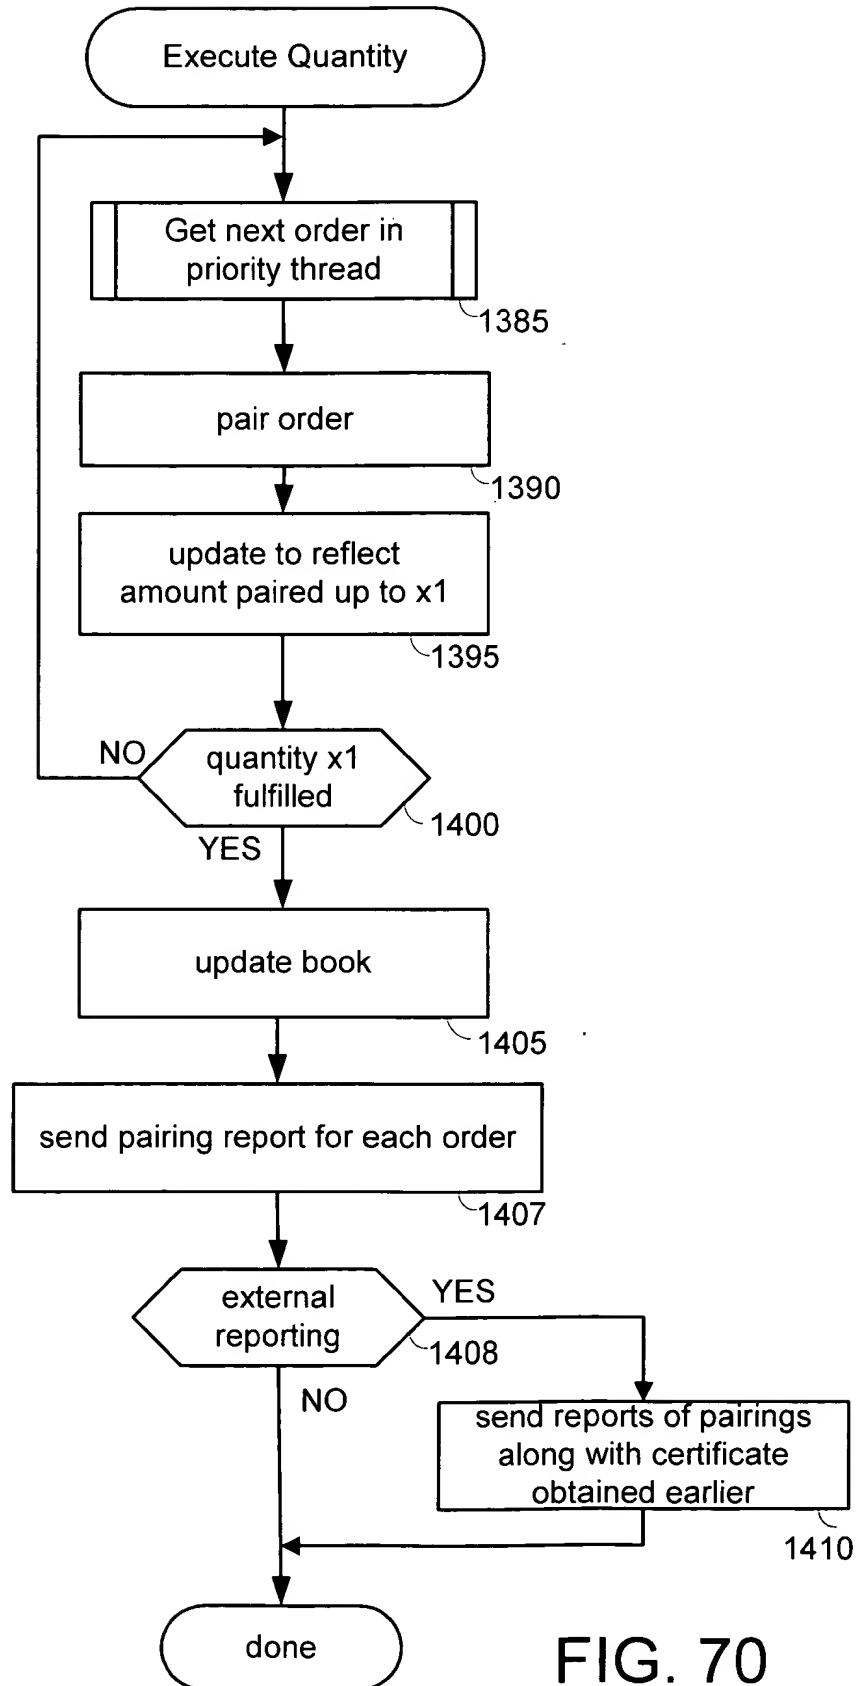 Execute Quantity
Get next order in
priority thread
1385
pair order
1390
update to reflect
amount paired up to x1
1395
NO
quantity x1
fulfilled
1400
YES
update book
1405
send pairing report for each order
1407
external
reporting
YES
1408
NO
send reports of pairings
along with certificate
obtained earlier
1410
done
FIG. 70